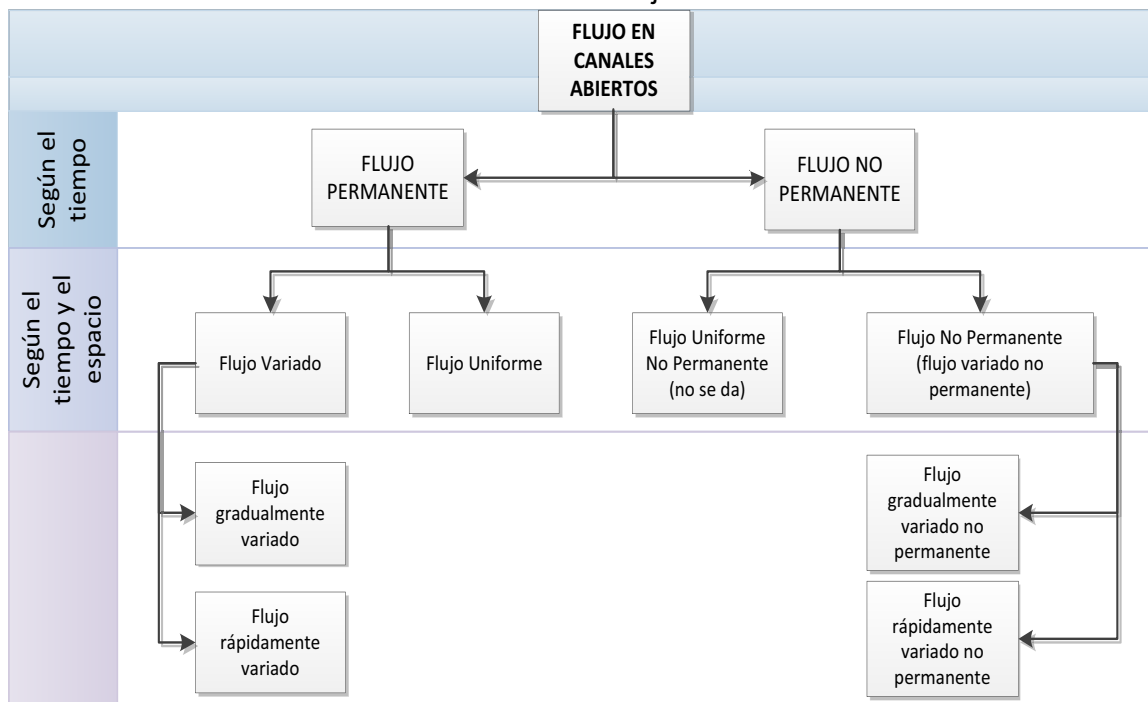 FLUJO EN
CANALES
ABIERTOS
Según el
tiempo
FLUJO
PERMANENTE
FLUJO NO
PERMANENTE
Según el
tiempo y el
espacio
Flujo Variado
Flujo Uniforme
Flujo Uniforme
No Permanente
(no se da)
Flujo No Permanente
(flujo variado no
permanente)
Flujo
gradualmente
variado
Flujo
gradualmente
variado no
permanente
Flujo
rápidamente
variado
Flujo
rápidamente
variado no
permanente